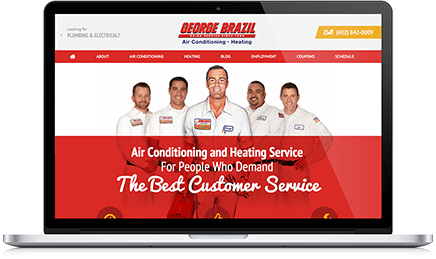 Looking for
PLUMBING & ELECTRICAL?
GEORGE BRAZIL
Air Conditioning • Heating
Call (602) 842-0009
ABOUT
AIR CONDITIONING
HEATING
BLOG
EMPLOYMENT
COUPONS
SCHEDULE
Air Conditioning and Heating Service
For People Who Demand
The Best Customer Service